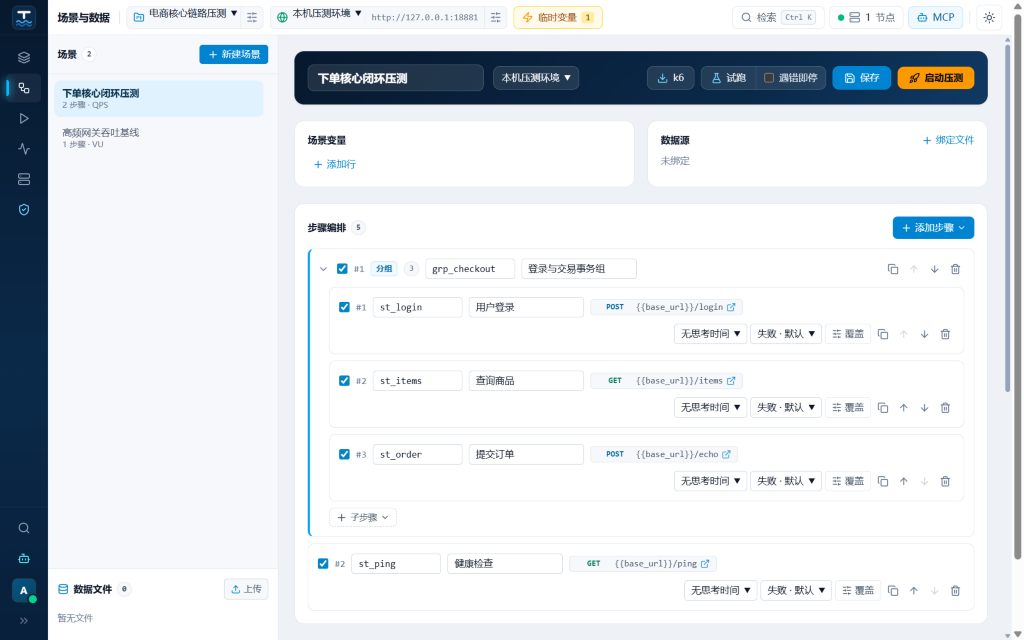 场景与数据
电商核心链路压测 ▼
本机压测环境 ▼ http://127.0.0.1:18881
临时变量 1
检索 Ctrl K
1 节点
MCP
场景 2
+ 新建场景
下单核心闭环压测
2 步骤 · QPS
高频网关吞吐基线
1 步骤 · VU
数据文件 0
上传
暂无文件
A
下单核心闭环压测
本机压测环境 ▼
k6
试跑
遇错即停
保存
启动压测
场景变量
+ 添加行
数据源
+ 绑定文件
未绑定
步骤编排 5
+ 添加步骤
#1 分组 3 grp_checkout 登录与交易事务组
#1 st_login 用户登录 POST {{base_url}}/login
无思考时间 ▼ 失败 · 默认 ▼ 覆盖
#2 st_items 查询商品 GET {{base_url}}/items
无思考时间 ▼ 失败 · 默认 ▼ 覆盖
#3 st_order 提交订单 POST {{base_url}}/echo
无思考时间 ▼ 失败 · 默认 ▼ 覆盖
+ 子步骤
#2 st_ping 健康检查 GET {{base_url}}/ping
无思考时间 ▼ 失败 · 默认 ▼ 覆盖